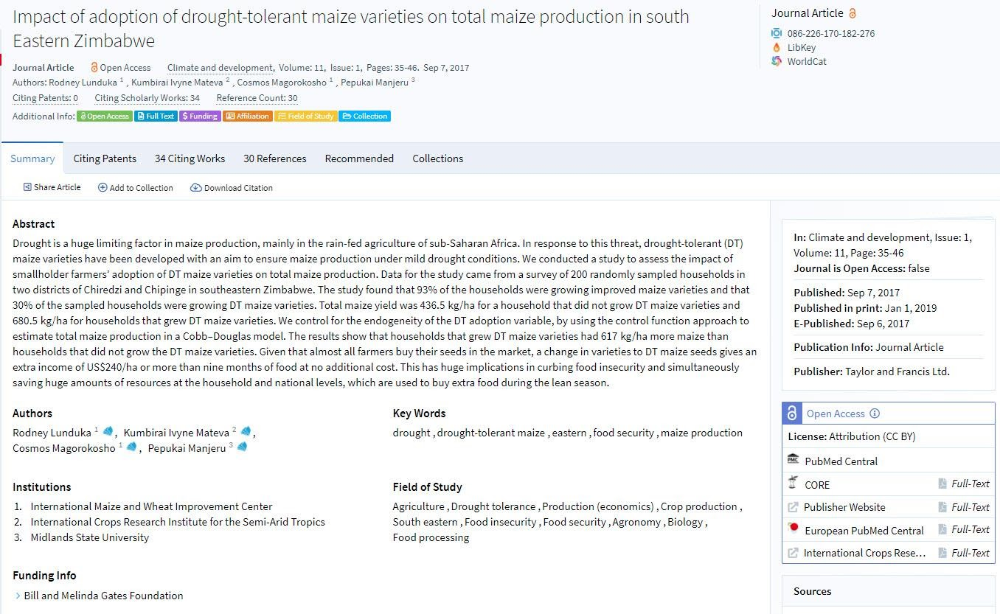 Impact of adoption of drought-tolerant maize varieties on total maize production in south
Eastern Zimbabwe
Journal Article Open Access Climate and development, Volume: 11, Issue: 1, Pages: 35-46. Sep 7, 2017
Authors: Rodney Lunduka 1 , Kumbirai Ivyne Mateva 2 , Cosmos Magorokosho 1 , Pepukai Manjeru 3
Citing Patents: 0 Citing Scholarly Works: 34 Reference Count: 30
Additional Info: Open Access Full Text $ Funding Affiliation Field of Study Collection
Journal Article
086-226-170-182-276
LibKey
WorldCat
Summary Citing Patents 34 Citing Works 30 References Recommended Collections
Share Article Add to Collection Download Citation
Abstract
Drought is a huge limiting factor in maize production, mainly in the rain-fed agriculture of sub-Saharan Africa. In response to this threat, drought-tolerant (DT)
maize varieties have been developed with an aim to ensure maize production under mild drought conditions. We conducted a study to assess the impact of
smallholder farmers’ adoption of DT maize varieties on total maize production. Data for the study came from a survey of 200 randomly sampled households in
two districts of Chiredzi and Chipinge in southeastern Zimbabwe. The study found that 93% of the households were growing improved maize varieties and that
30% of the sampled households were growing DT maize varieties. Total maize yield was 436.5 kg/ha for a household that did not grow DT maize varieties and
680.5 kg/ha for households that grew DT maize varieties. We control for the endogeneity of the DT adoption variable, by using the control function approach to
estimate total maize production in a Cobb–Douglas model. The results show that households that grew DT maize varieties had 617 kg/ha more maize than
households that did not grow the DT maize varieties. Given that almost all farmers buy their seeds in the market, a change in varieties to DT maize seeds gives an
extra income of US$240/ha or more than nine months of food at no additional cost. This has huge implications in curbing food insecurity and simultaneously
saving huge amounts of resources at the household and national levels, which are used to buy extra food during the lean season.
Authors
Rodney Lunduka 1 , Kumbirai Ivyne Mateva 2 ,
Cosmos Magorokosho 1 , Pepukai Manjeru 3
Key Words
drought , drought-tolerant maize , eastern , food security , maize production
Institutions
1. International Maize and Wheat Improvement Center
2. International Crops Research Institute for the Semi-Arid Tropics
3. Midlands State University
Field of Study
Agriculture , Drought tolerance , Production (economics) , Crop production ,
South eastern , Food insecurity , Food security , Agronomy , Biology ,
Food processing
Funding Info
Bill and Melinda Gates Foundation
In: Climate and development, Issue: 1,
Volume: 11, Page: 35-46
Journal is Open Access: false
Published: Sep 7, 2017
Published in print: Jan 1, 2019
E-Published: Sep 6, 2017
Publication Info: Journal Article
Publisher: Taylor and Francis Ltd.
Open Access
License: Attribution (CC BY)
PMC PubMed Central
CORE Full-Text
Publisher Website Full-Text
European PubMed Central Full-Text
International Crops Rese... Full-Text
Sources